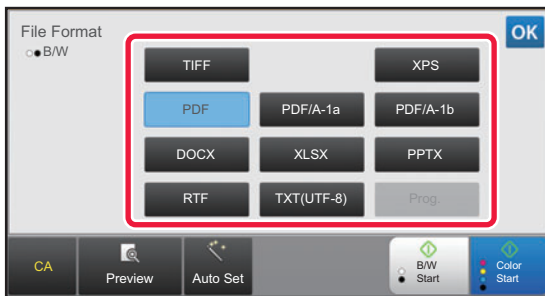 File Format
OK
B/W
TIFF XPS
PDF PDF/A-1a PDF/A-1b
DOCX XLSX PPTX
RTF TXT(UTF-8) Prog.
CA Preview Auto Set
B/W
Start
Color
Start